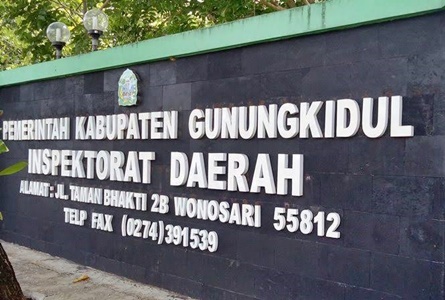 PEMERINTAH KABUPATEN GUNUNGKIDUL
INSPEKTORAT DAERAH
ALAMAT : JL. TAMAN BHAKTI 2B WONOSARI 55812
TELP FAX (0274)391539